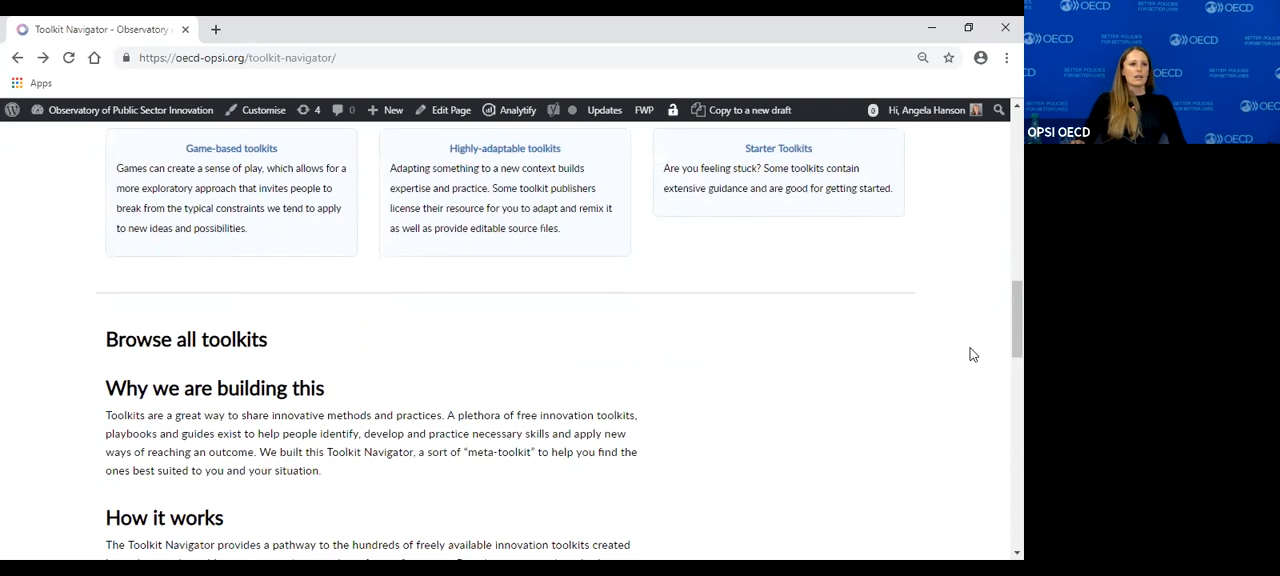 Toolkit Navigator - Observatory
https://oecd-opsi.org/toolkit-navigator/
Apps
Observatory of Public Sector Innovation Customise 4 0 New Edit Page Analytify Updates FWP Copy to a new draft 0 Hi, Angela Hanson
Game-based toolkits
Games can create a sense of play, which allows for a
more exploratory approach that invites people to
break from the typical constraints we tend to apply
to new ideas and possibilities.
Highly-adaptable toolkits
Adapting something to a new context builds
expertise and practice. Some toolkit publishers
license their resource for you to adapt and remix it
as well as provide editable source files.
Starter Toolkits
Are you feeling stuck? Some toolkits contain
extensive guidance and are good for getting started.
Browse all toolkits
Why we are building this
Toolkits are a great way to share innovative methods and practices. A plethora of free innovation toolkits,
playbooks and guides exist to help people identify, develop and practice necessary skills and apply new
ways of reaching an outcome. We built this Toolkit Navigator, a sort of “meta-toolkit” to help you find the
ones best suited to you and your situation.
How it works
The Toolkit Navigator provides a pathway to the hundreds of freely available innovation toolkits created
OECD
BETTER POLICIES
FOR BETTER LIVES
OECD
OECD
OECD
OPSI OECD